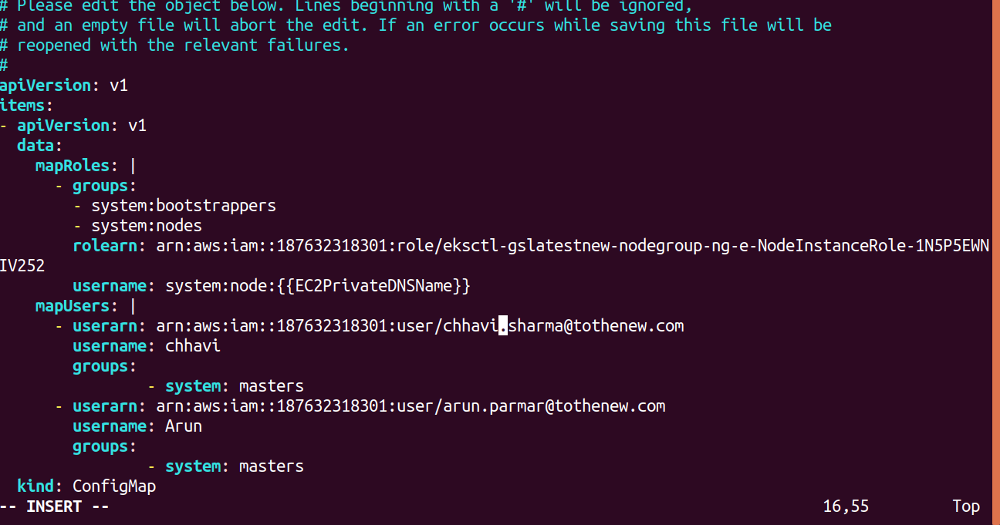 # Please edit the object below. Lines beginning with a '#' will be ignored,
# and an empty file will abort the edit. If an error occurs while saving this file will be
# reopened with the relevant failures.
#
apiVersion: v1
items:
- apiVersion: v1
  data:
    mapRoles: |
      - groups:
        - system:bootstrappers
        - system:nodes
        rolearn: arn:aws:iam::187632318301:role/eksctl-gslatestnew-nodegroup-ng-e-NodeInstanceRole-1N5P5EWN
IV252
        username: system:node:{{EC2PrivateDNSName}}
    mapUsers: |
      - userarn: arn:aws:iam::187632318301:user/chhavi.sharma@tothenew.com
        username: chhavi
        groups:
                - system: masters
      - userarn: arn:aws:iam::187632318301:user/arun.parmar@tothenew.com
        username: Arun
        groups:
                - system: masters
  kind: ConfigMap
-- INSERT -- 16,55 Top